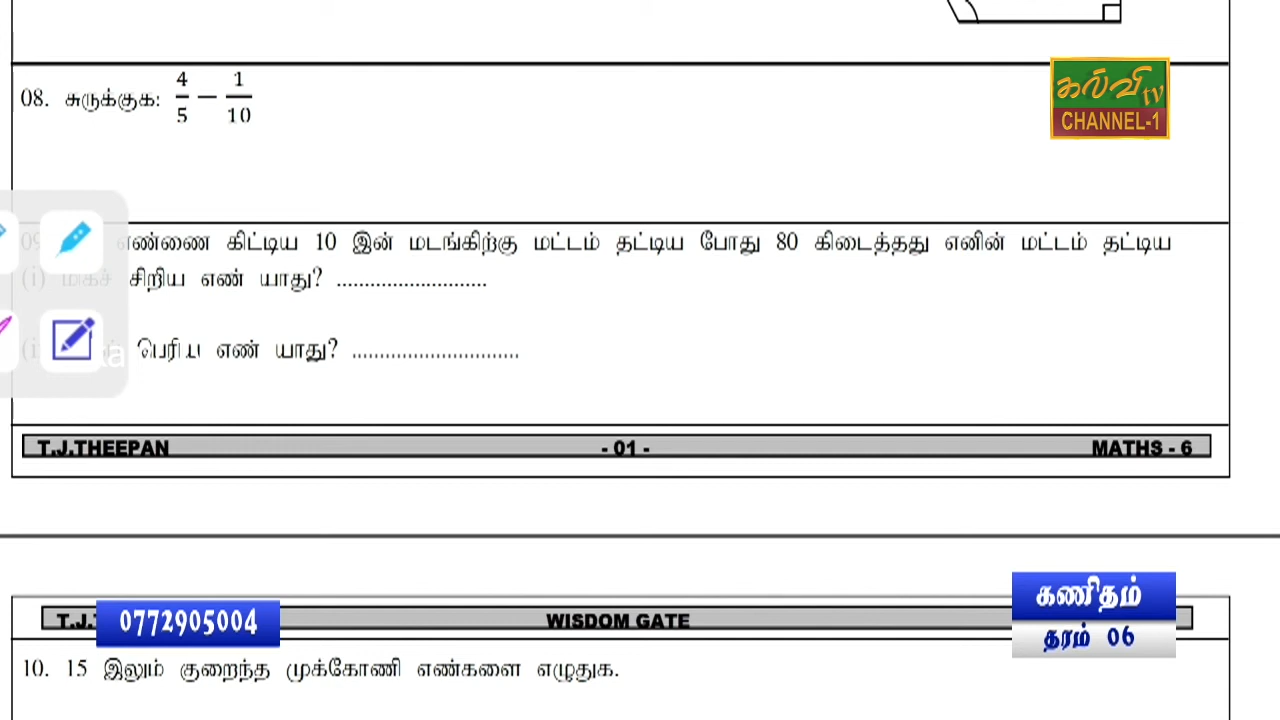 கல்வி tv
CHANNEL-1
08. சுருக்குக: 4/5 − 1/10
எண்ணை கிட்டிய 10 இன் மடங்கிற்கு மட்டம் தட்டிய போது 80 கிடைத்தது எனின் மட்டம் தட்டிய
(i) மிகச் சிறிய எண் யாது? ...........................
பெரிய எண் யாது? ..............................
T.J.THEEPAN - 01 - MATHS - 6
கணிதம்
T.J. 0772905004 WISDOM GATE
தரம் 06
10. 15 இலும் குறைந்த முக்கோணி எண்களை எழுதுக.